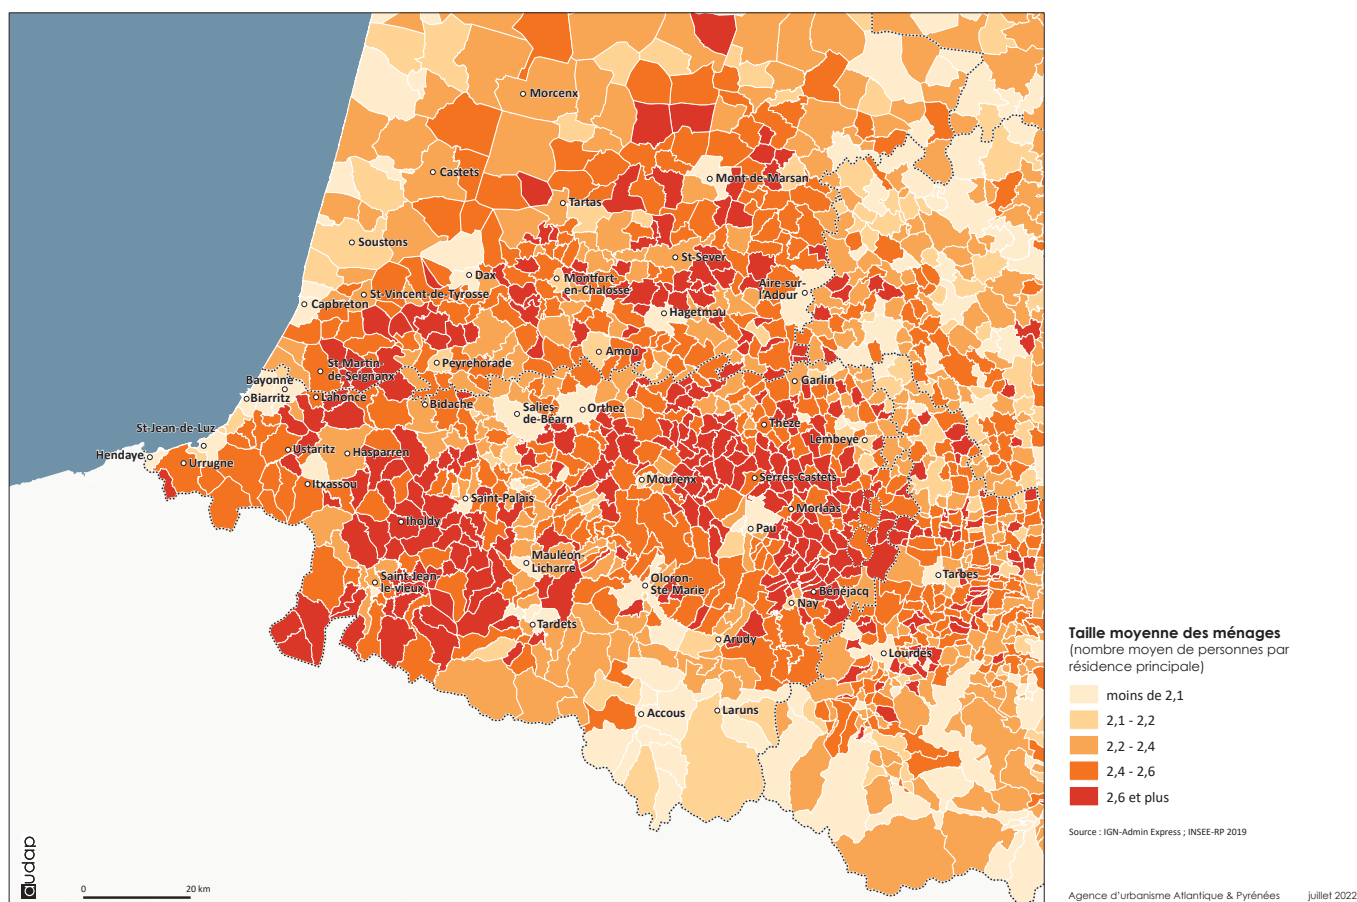 Morcenx
Castets
Mont-de-Marsan
Tartas
Soustons
St-Sever
Dax
Montfort-
en-Chalosse
Aire-sur-
l'Adour
St-Vincent-de-Tyrosse
Capbreton
Hagetmau
Amou
St-Martin
de Seignanx
Peyrehorade
Bayonne
Garlin
Biarritz
Lahonce
Bidache
Salies-
de-Béarn
Orthez
St-Jean-de-Luz
Thèze
Lembeye
Hendaye
Urrugne
Ustaritz
Hasparren
Itxassou
Mourenx
Serres-Castets
Saint-Palais
Morlaas
Iholdy
Pau
Mauléon-
Licharre
Saint-Jean-
le-vieux
Oloron-
Ste-Marie
Tarbes
Bénéjacq
Nay
Tardets
Arudy
Lourdes
Accous
Laruns
Taille moyenne des ménages
(nombre moyen de personnes par
résidence principale)
moins de 2,1
2,1 - 2,2
2,2 - 2,4
2,4 - 2,6
2,6 et plus
Source : IGN-Admin Express ; INSEE-RP 2019
audap
0 20 km
Agence d'urbanisme Atlantique & Pyrénées juillet 2022